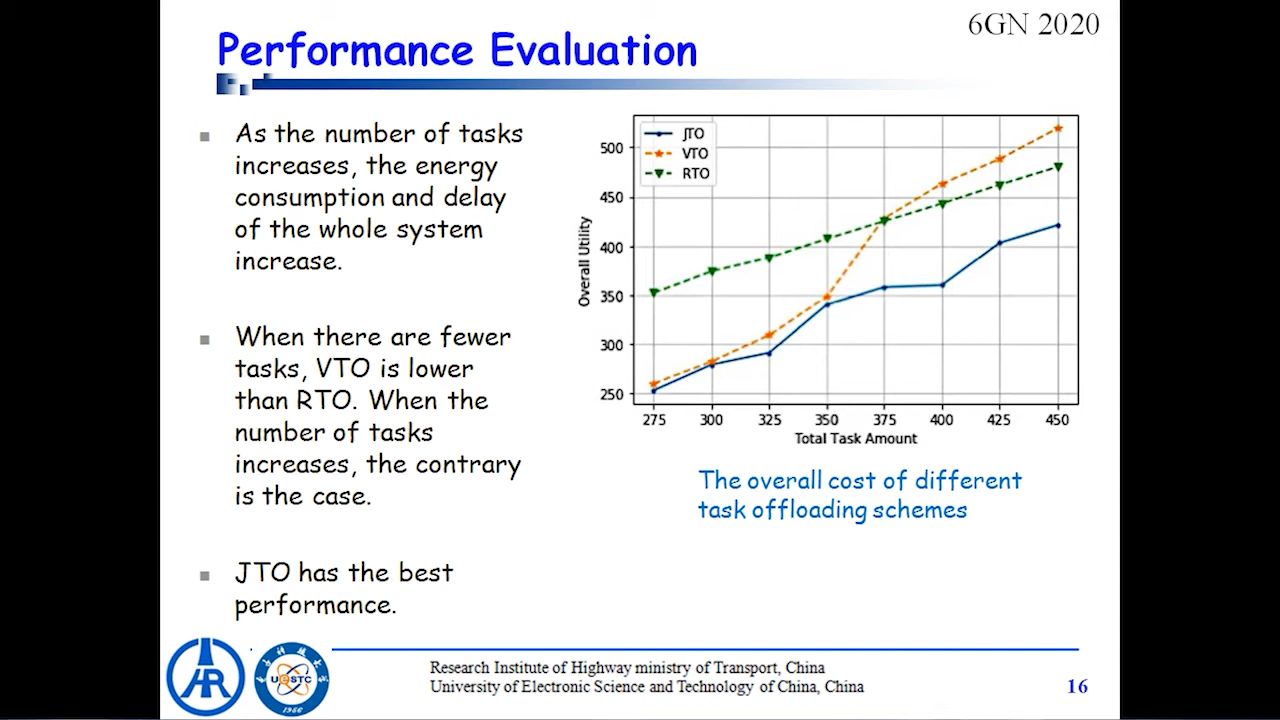 6GN 2020
Performance Evaluation
As the number of tasks
increases, the energy
consumption and delay
of the whole system
increase.
When there are fewer
tasks, VTO is lower
than RTO. When the
number of tasks
increases, the contrary
is the case.
JTO has the best
performance.
JTO
VTO
RTO
500
450
400
350
300
250
Overall Utility
275 300 325 350 375 400 425 450
Total Task Amount
The overall cost of different
task offloading schemes
UESTC
1956
Research Institute of Highway ministry of Transport, China
University of Electronic Science and Technology of China, China
16